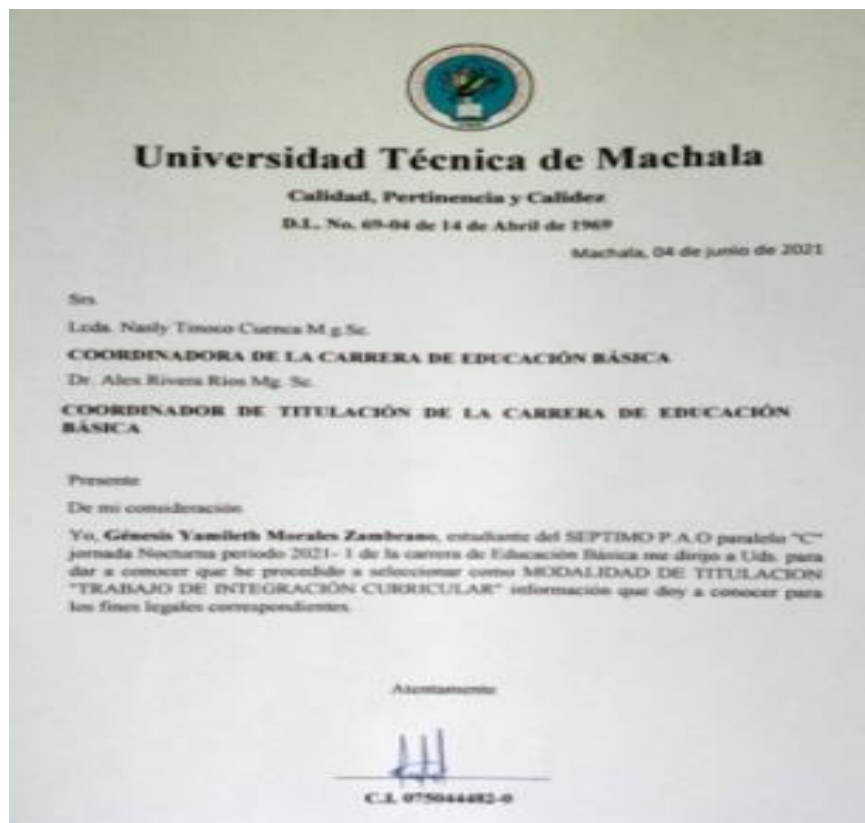 Universidad Técnica de Machala
Calidad, Pertinencia y Calidez
D.L. No. 69-04 de 14 de Abril de 1969
Machala, 04 de junio de 2021
Srs.
Lcda. Nasly Tinoco Cuenca M.g.Sc.
COORDINADORA DE LA CARRERA DE EDUCACIÓN BÁSICA
Dr. Alex Rivera Rios Mg. Sc.
COORDINADOR DE TITULACIÓN DE LA CARRERA DE EDUCACIÓN
BÁSICA
Presente
De mi consideración
Yo, Génesis Yamileth Morales Zambrano, estudiante del SEPTIMO P.A.O paralelo "C"
jornada Nocturna periodo 2021- 1 de la carrera de Educación Básica me dirijo a Uds. para
dar a conocer que he procedido a seleccionar como MODALIDAD DE TITULACION
"TRABAJO DE INTEGRACIÓN CURRICULAR" información que doy a conocer para
los fines legales correspondientes.
Atentamente
C.I. 075044482-0